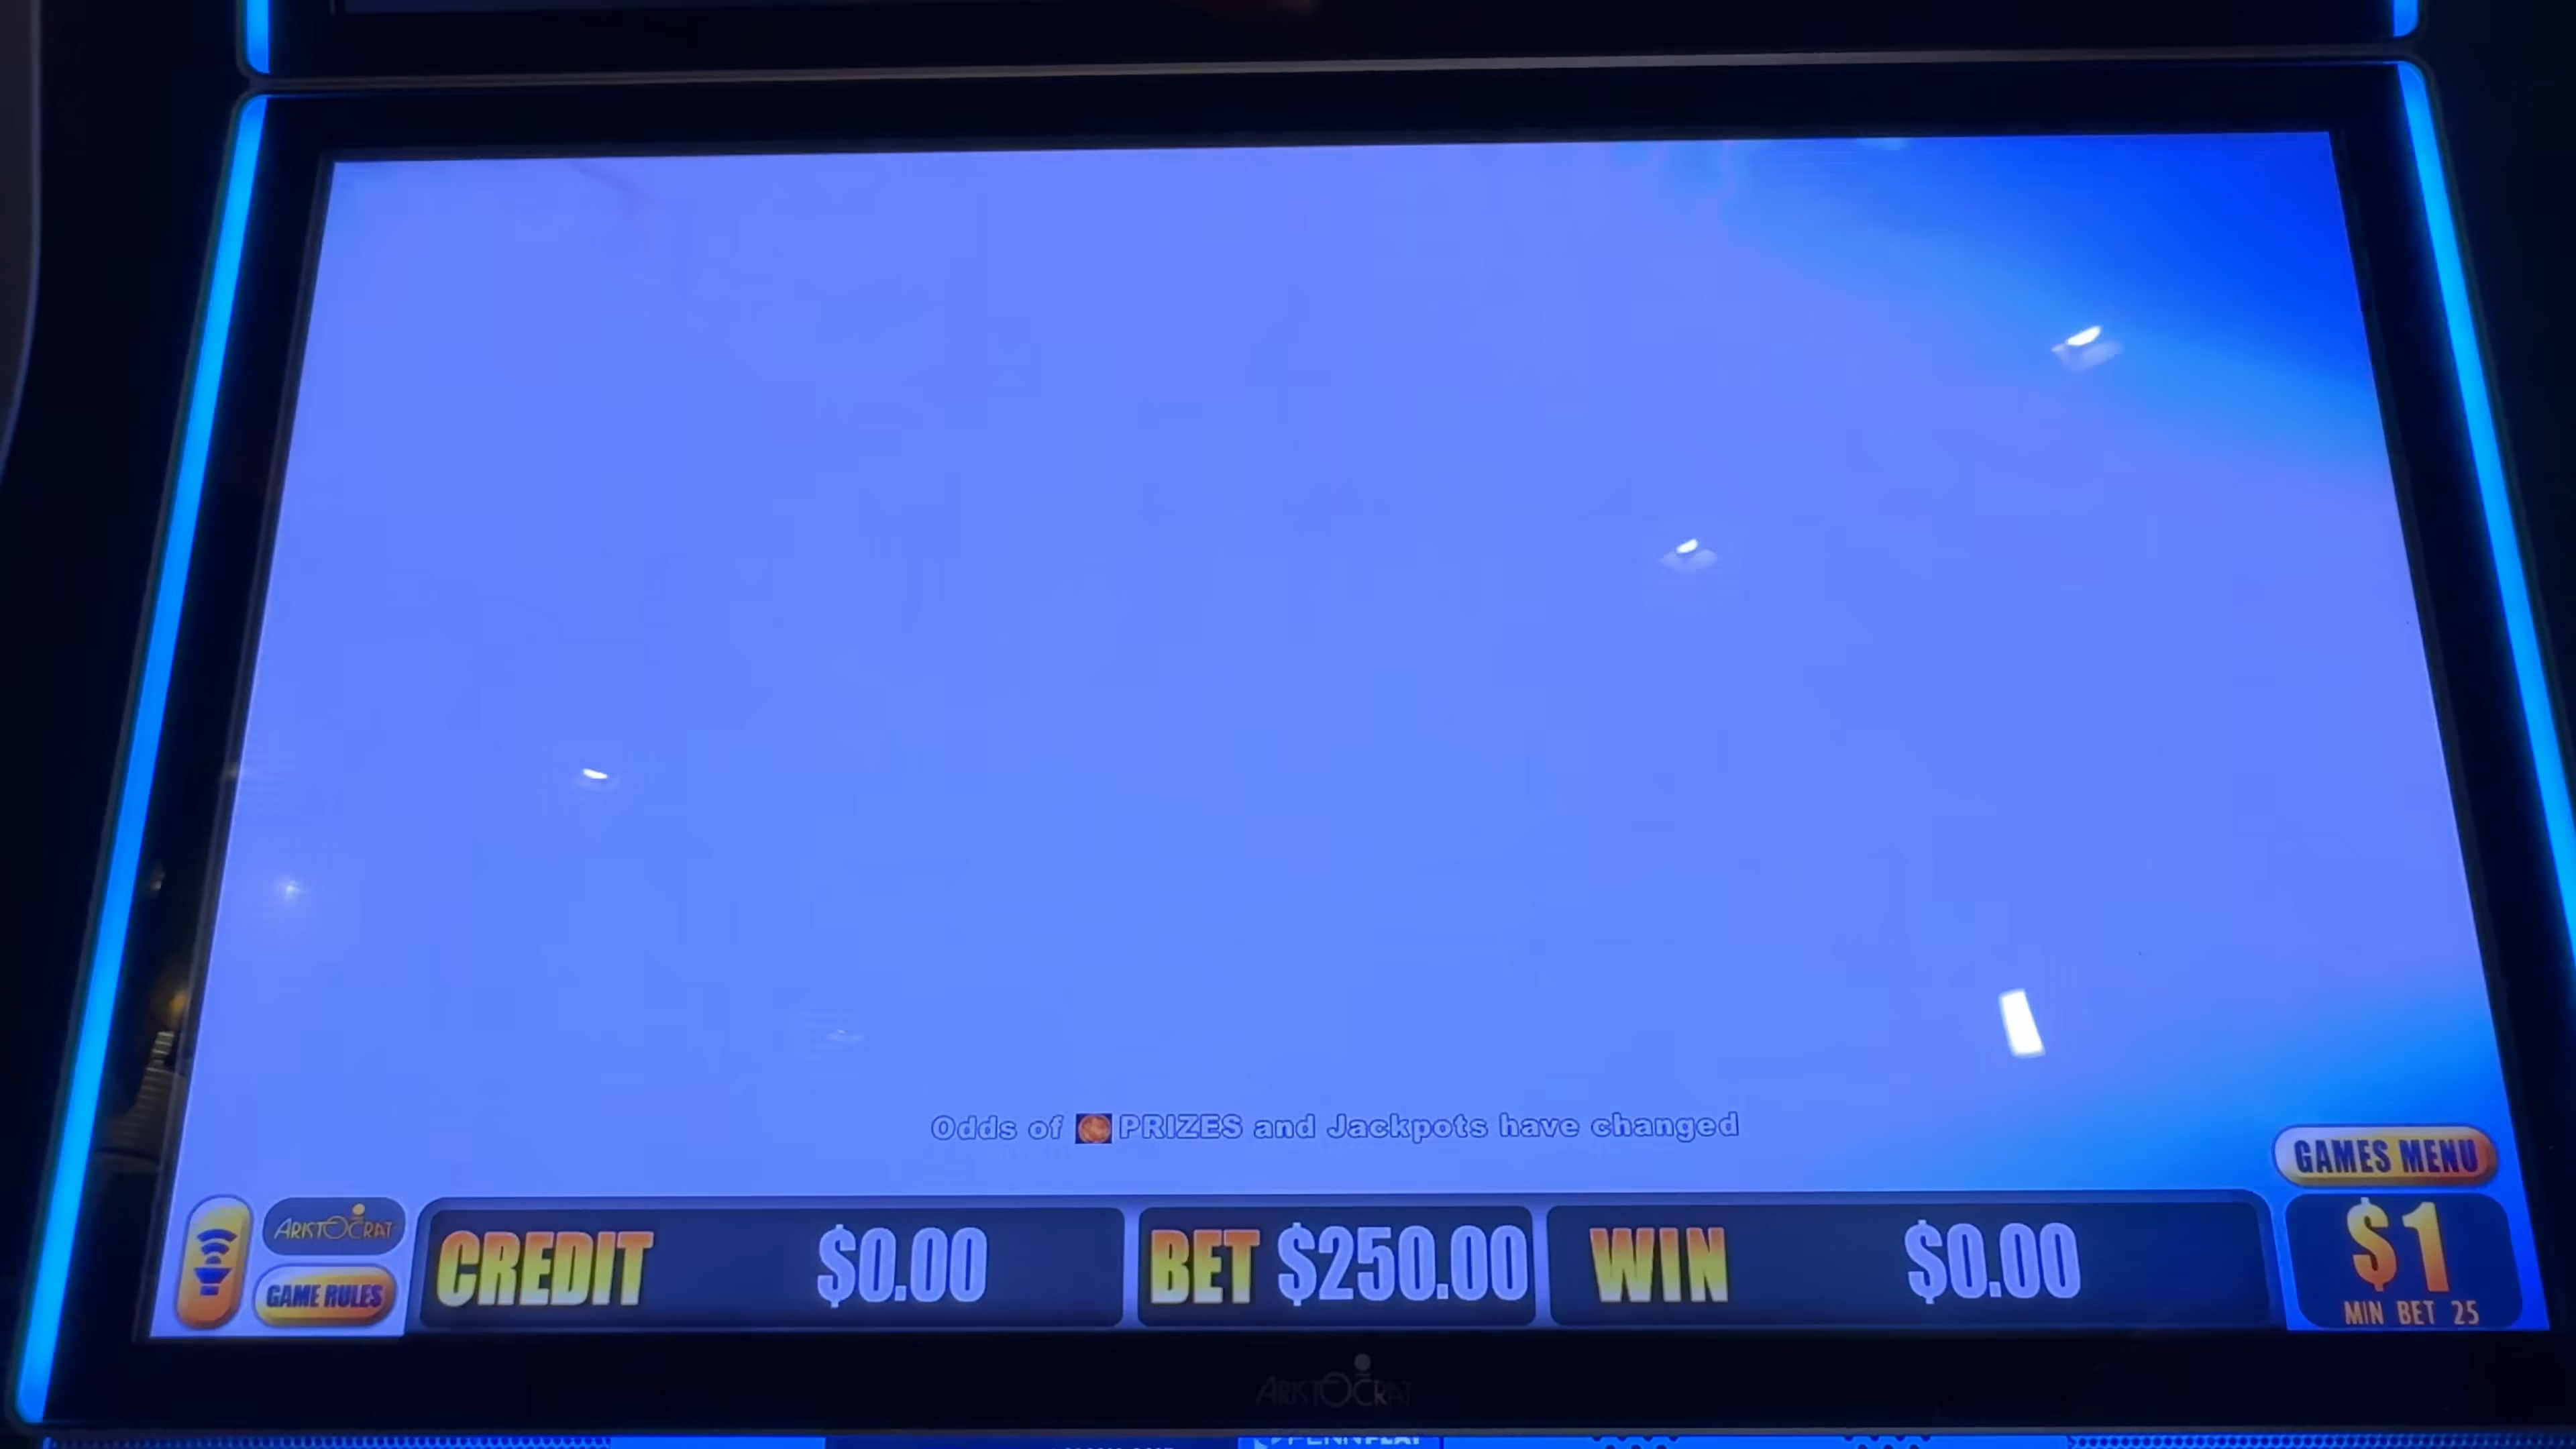 Odds of PRIZES and Jackpots have changed
GAMES MENU
ARISTOCRAT
GAME RULES
CREDIT $0.00
BET $250.00
WIN $0.00
$1
MIN BET 25
ARISTOCRAT